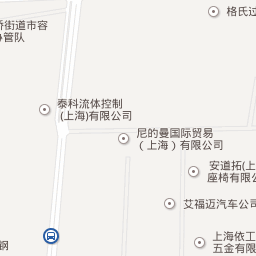 格氏过
桥街道市容
协管队
泰科流体控制
(上海)有限公司
尼的曼国际贸易
（上海）有限公司
安道拓(上
座椅有限公
艾福迈汽车公司
上海依工
五金有限
钢